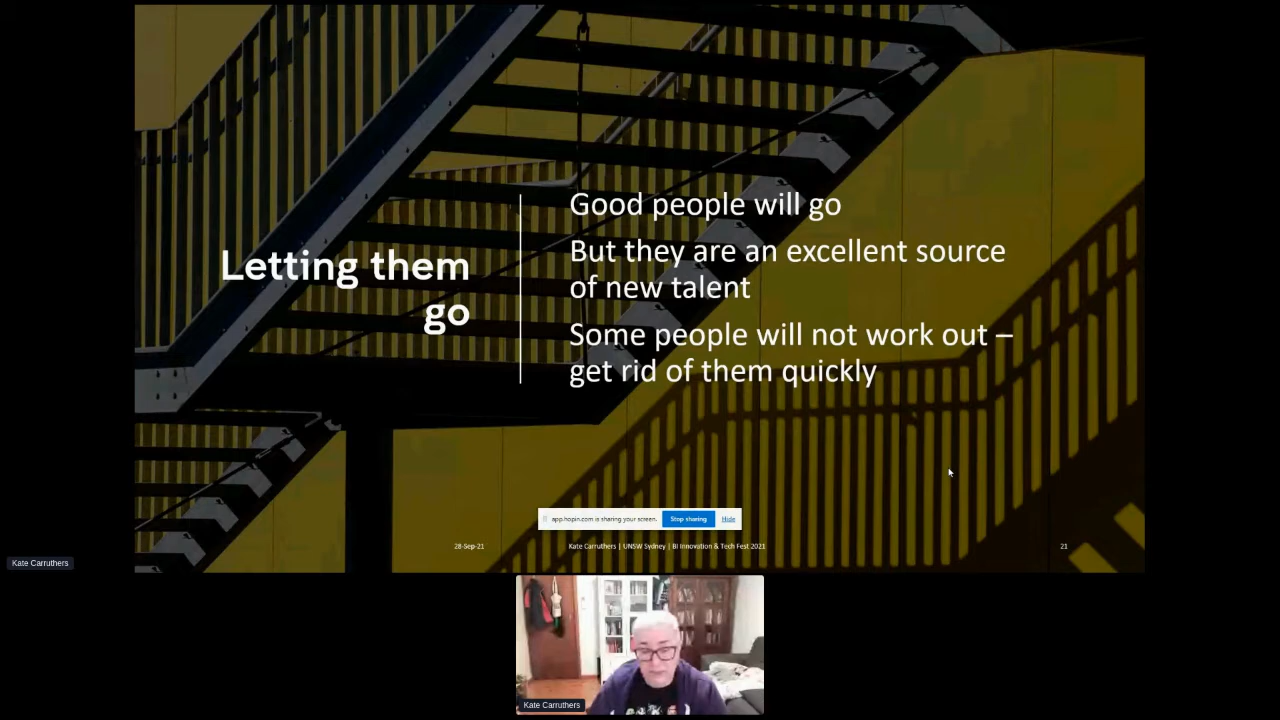 Letting them
go
Good people will go
But they are an excellent source
of new talent
Some people will not work out –
get rid of them quickly
app.hopin.com is sharing your screen.
Stop sharing
Hide
28-Sep-21
Kate Carruthers | UNSW Sydney | BI Innovation & Tech Fest 2021
21
Kate Carruthers
Kate Carruthers